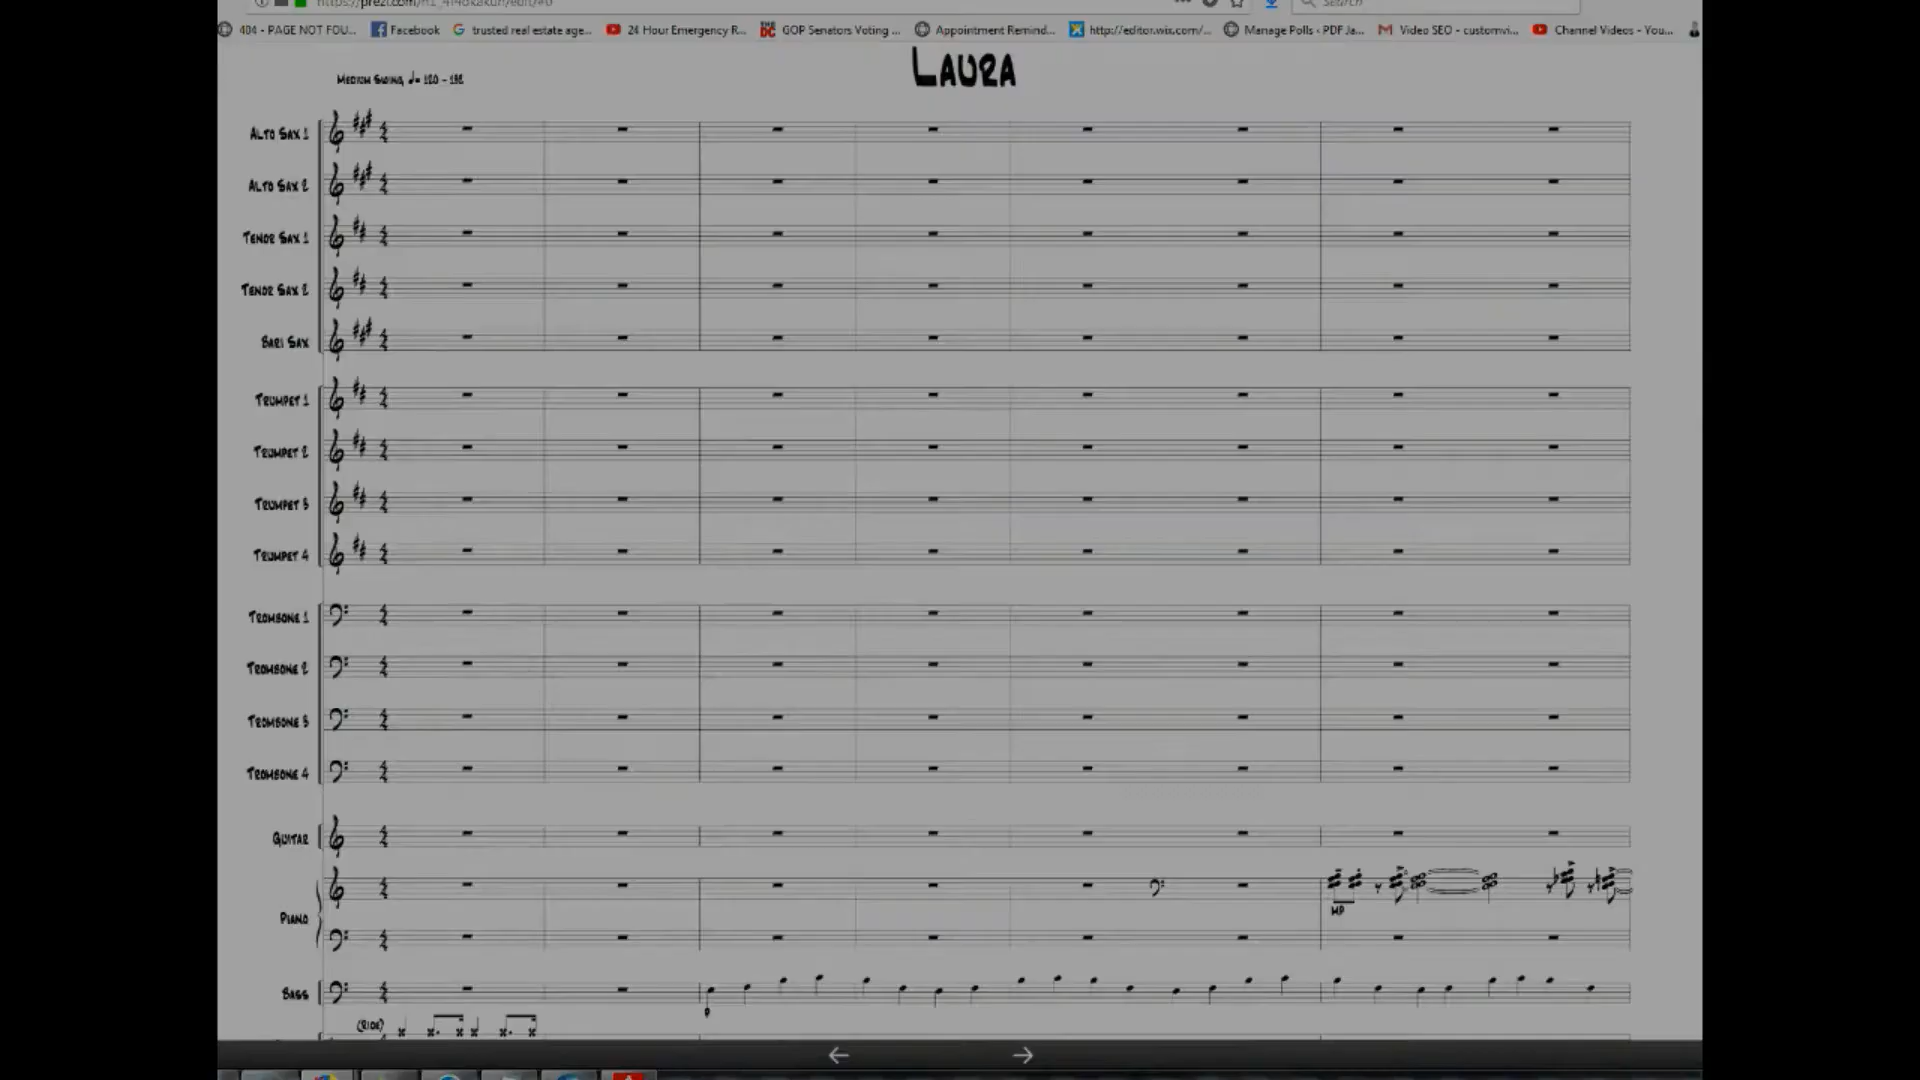 Search
404 - PAGE NOT FOU... Facebook trusted real estate age... 24 Hour Emergency R... GOP Senators Voting ... Appointment Remind... http://editor.wix.com/... Manage Polls ‹ PDF Ja... Video SEO - customvi... Channel Videos - You...
LAURA
MEDIUM SWING
ALTO SAX 1
ALTO SAX 2
TENOR SAX 1
TENOR SAX 2
BARI SAX
TRUMPET 1
TRUMPET 2
TRUMPET 3
TRUMPET 4
TROMBONE 1
TROMBONE 2
TROMBONE 3
TROMBONE 4
GUITAR
MP
PIANO
BASS
P
(RIDE)